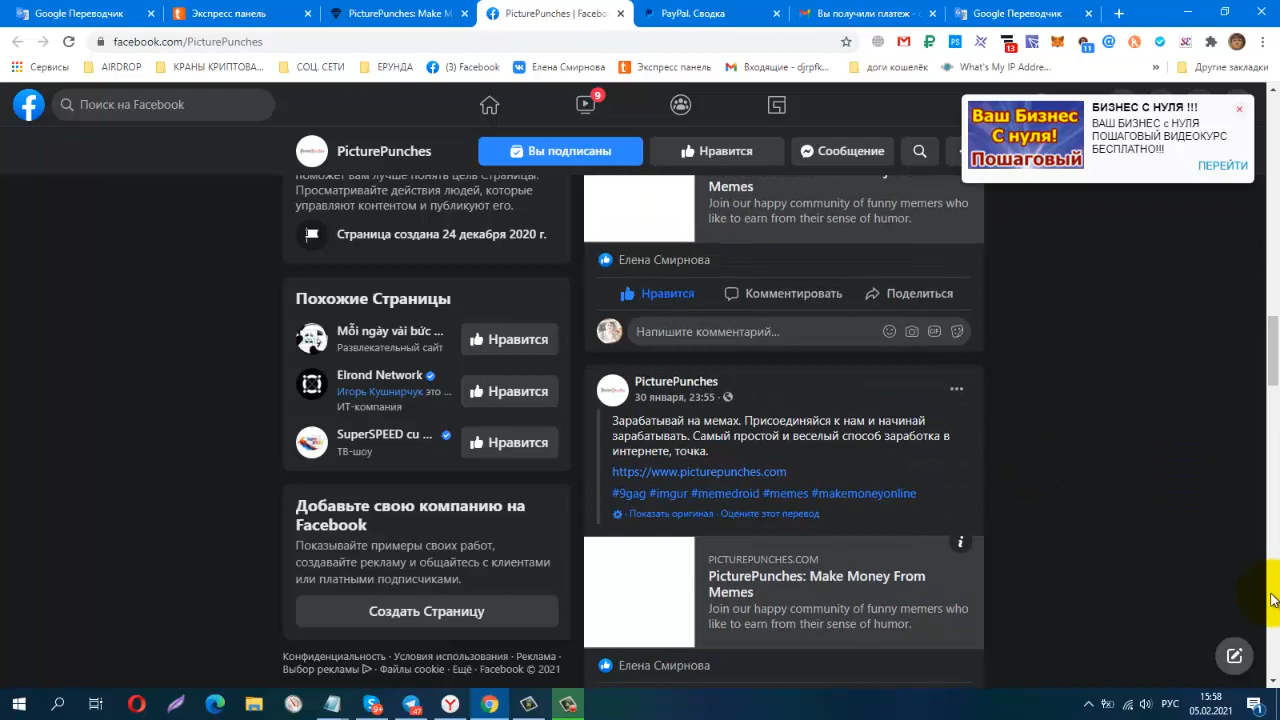 Google Переводчик
Экспресс панель
PicturePunches: Make M
PicturePunches | Facebo
PayPal. Сводка
Вы получили платеж - d
Google Переводчик
facebook.com/PicturePunches
13
11
Сервисы
AIRDROP
КРАНЫ КРИПТОВА...
СОЦ. СЕТИ
ЕРУНДА
(3) Facebook
Елена Смирнова
Экспресс панель
Входящие - djrpfk...
доги кошелёк
What's My IP Addre...
»
Другие закладки
Поиск на Facebook
9
Ваш Бизнес
С нуля!
Пошаговый
БИЗНЕС С НУЛЯ !!!
ВАШ БИЗНЕС с НУЛЯ
ПОШАГОВЫЙ ВИДЕОКУРС
БЕСПЛАТНО!!!
ПЕРЕЙТИ
PicturePunches
Вы подписаны
Нравится
Сообщение
поможет вам лучше понять цель Страницы.
Просматривайте действия людей, которые
управляют контентом и публикуют его.
Страница создана 24 декабря 2020 г.
Похожие Страницы
Mỗi ngày vài bức ...
Развлекательный сайт
Нравится
Elrond Network
Игорь Кушнирчук это ...
ИТ-компания
Нравится
SuperSPEED cu ...
ТВ-шоу
Нравится
Добавьте свою компанию на
Facebook
Показывайте примеры своих работ,
создавайте рекламу и общайтесь с клиентами
или платными подписчиками.
Создать Страницу
Конфиденциальность · Условия использования · Реклама ·
Выбор рекламы · Файлы cookie · Ещё · Facebook © 2021
Memes
Join our happy community of funny memers who
like to earn from their sense of humor.
Елена Смирнова
Нравится
Комментировать
Поделиться
Напишите комментарий...
GIF
PicturePunches
30 января, 23:55 ·
Зарабатывай на мемах. Присоединяйся к нам и начинай
зарабатывать. Самый простой и веселый способ заработка в
интернете, точка.
https://www.picturepunches.com
#9gag #imgur #memedroid #memes #makemoneyonline
· Показать оригинал · Оцените этот перевод
PICTUREPUNCHES.COM
PicturePunches: Make Money From
Memes
Join our happy community of funny memers who
like to earn from their sense of humor.
Елена Смирнова
РУС
15:58
05.02.2021